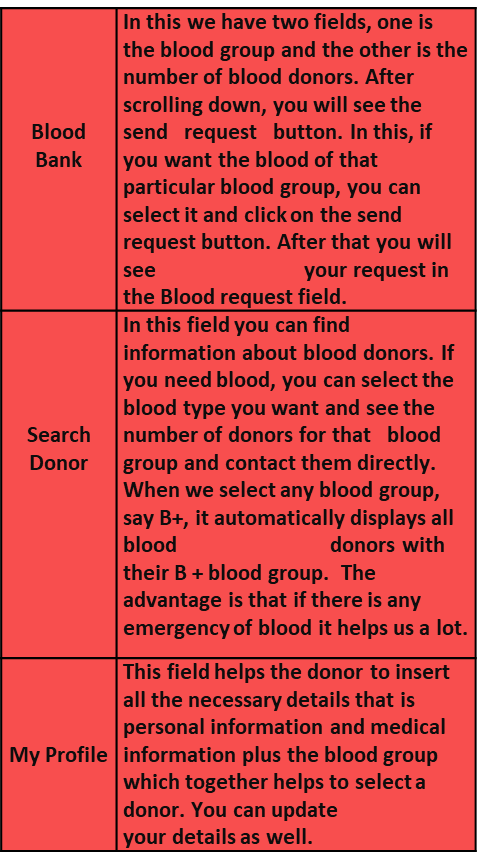 Blood
Bank
In this we have two fields, one is
the blood group and the other is the
number of blood donors. After
scrolling down, you will see the
send request button. In this, if
you want the blood of that
particular blood group, you can
select it and click on the send
request button. After that you will
see your request in
the Blood request field.
Search
Donor
In this field you can find
information about blood donors. If
you need blood, you can select the
blood type you want and see the
number of donors for that blood
group and contact them directly.
When we select any blood group,
say B+, it automatically displays all
blood donors with
their B + blood group. The
advantage is that if there is any
emergency of blood it helps us a lot.
My Profile
This field helps the donor to insert
all the necessary details that is
personal information and medical
information plus the blood group
which together helps to select a
donor. You can update
your details as well.